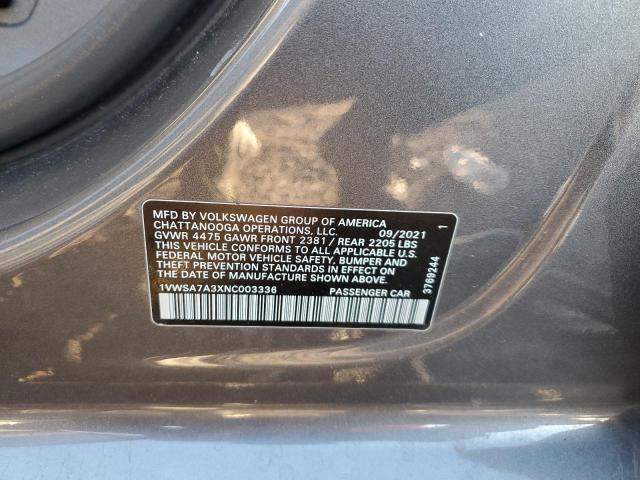 MFD BY VOLKSWAGEN GROUP OF AMERICA
CHATTANOOGA OPERATIONS, LLC. 09/2021
GVWR 4475 GAWR FRONT 2381 / REAR 2205 LBS
THIS VEHICLE CONFORMS TO ALL APPLICABLE U.S.
FEDERAL MOTOR VEHICLE SAFETY, BUMPER AND
THEFT PREVENTION STANDARDS IN EFFECT ON THE
DATE OF MANUFACTURE SHOWN ABOVE.
1VWSA7A3XNC003336 PASSENGER CAR
3769244 1